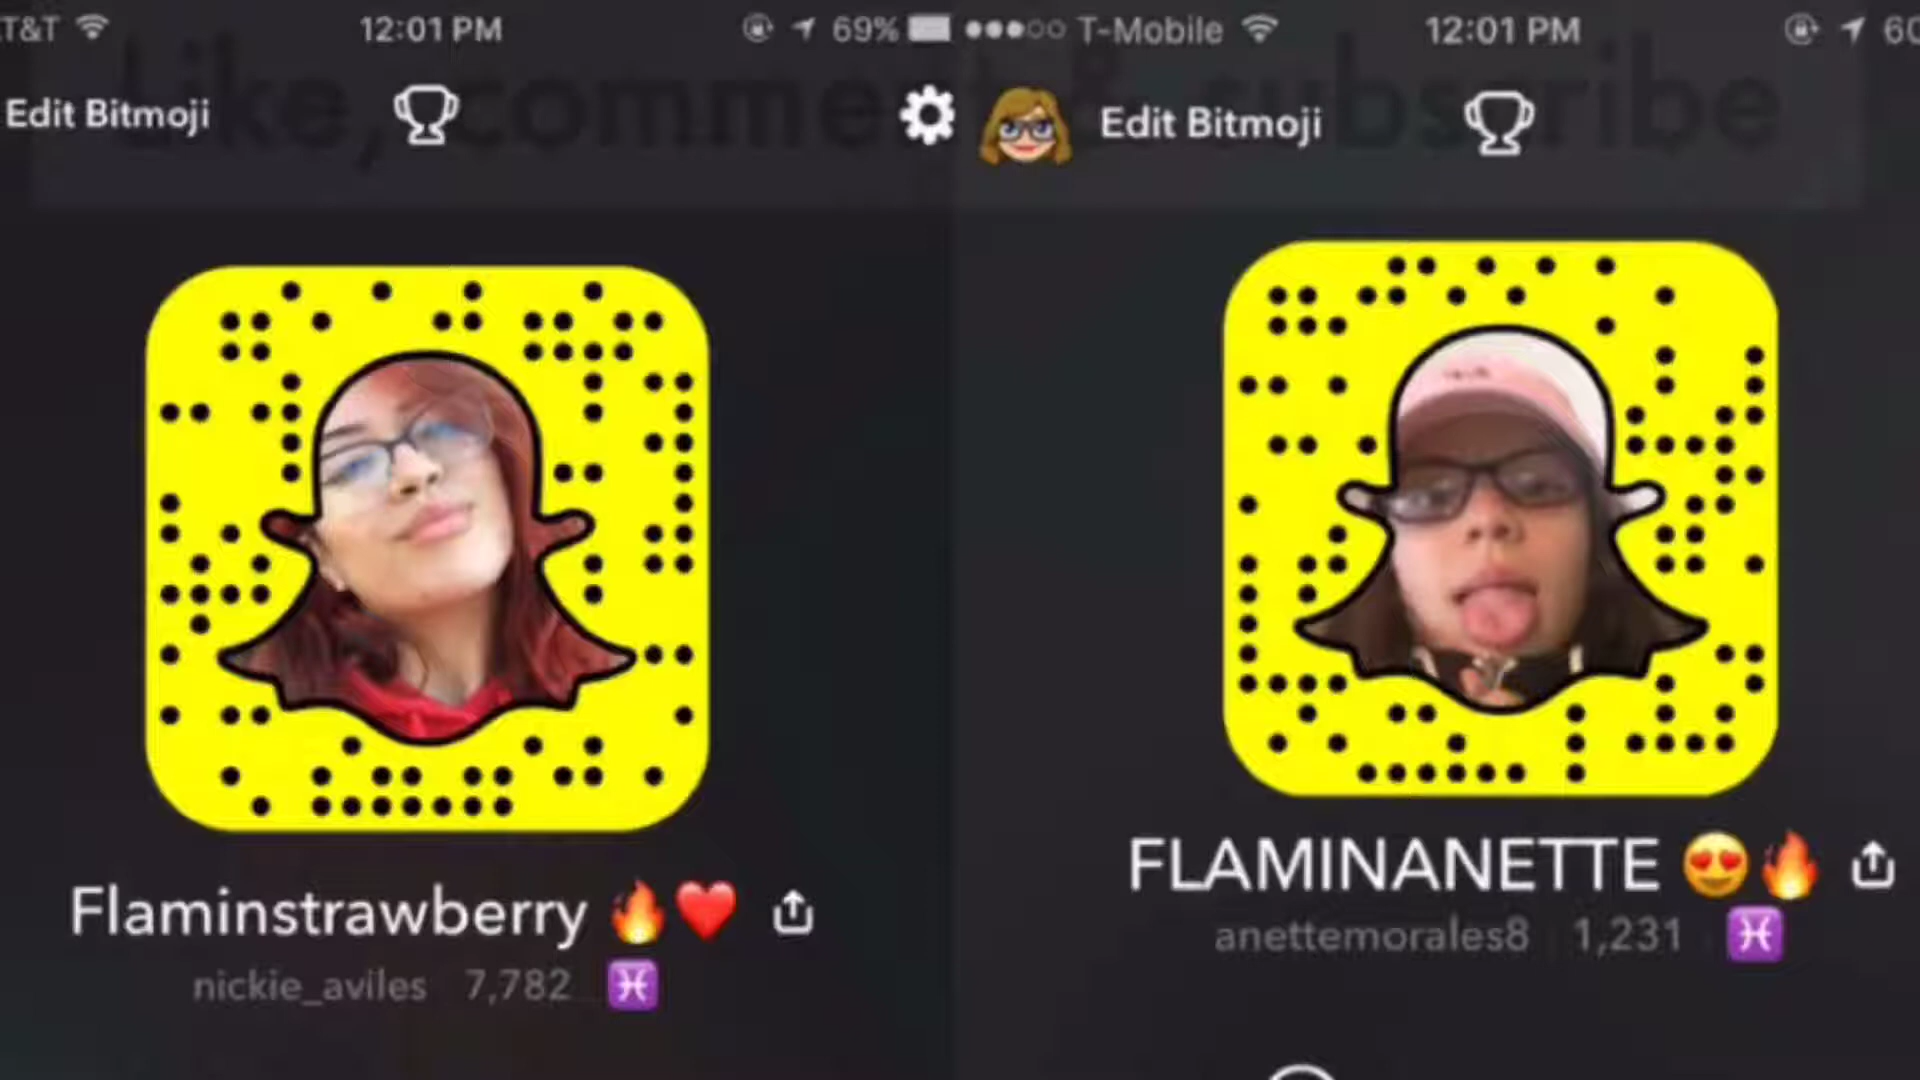 T&T 12:01 PM 69%
Edit Bitmoji
Flaminstrawberry 🔥❤️
nickie_aviles 7,782 ♓
T-Mobile 12:01 PM 60
Edit Bitmoji
FLAMINANETTE 😍🔥
anettemorales8 1,231 ♓
Like, comment & subscribe